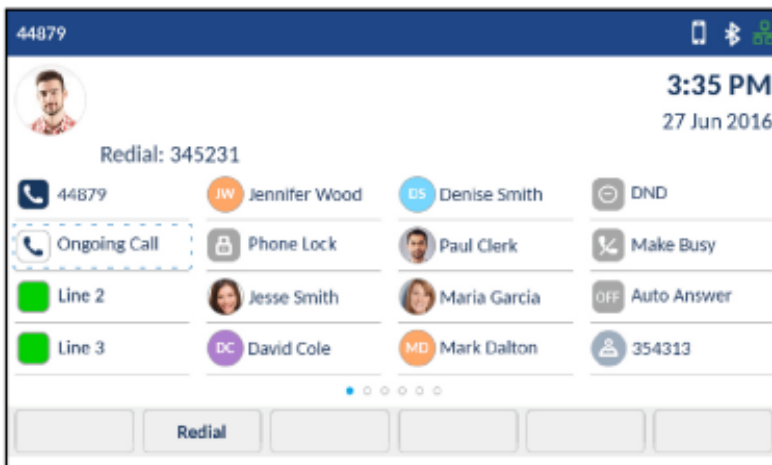 44879
3:35 PM
27 Jun 2016
Redial: 345231
44879 JW Jennifer Wood DS Denise Smith DND
Ongoing Call Phone Lock Paul Clerk Make Busy
Line 2 Jesse Smith Maria Garcia OFF Auto Answer
Line 3 DC David Cole MD Mark Dalton 354313
Redial